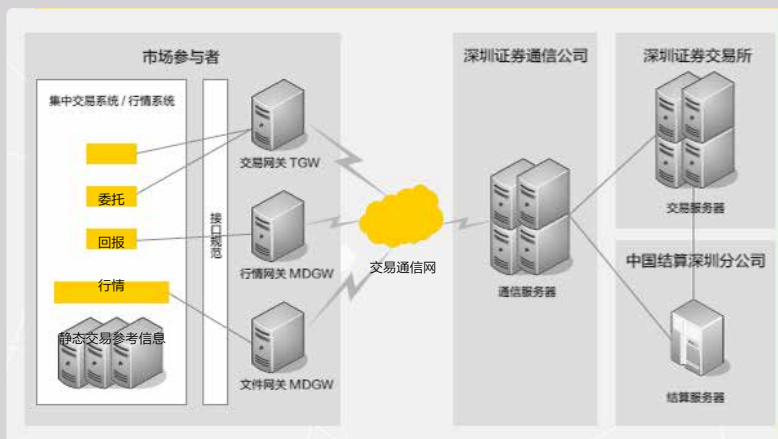 市场参与者
集中交易系统 / 行情系统
委托
回报
行情
静态交易参考信息
接口规范
交易网关 TGW
行情网关 MDGW
文件网关 MDGW
交易通信网
深圳证券通信公司
通信服务器
深圳证券交易所
交易服务器
中国结算深圳分公司
结算服务器